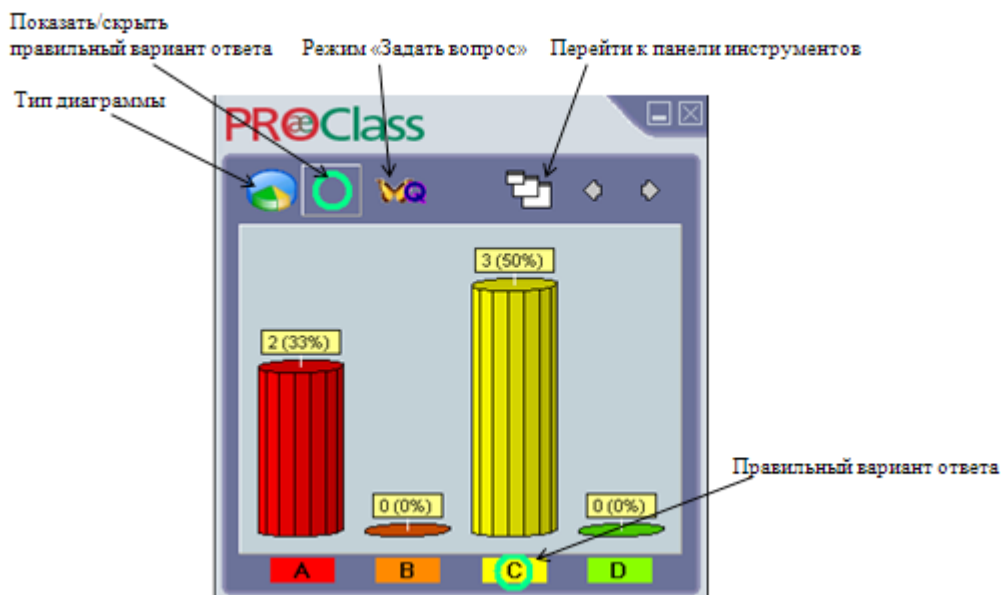 Показать/скрыть
правильный вариант ответа
Режим «Задать вопрос»
Перейти к панели инструментов
Тип диаграммы
PROæClass
Q
3 (50%)
2 (33%)
Правильный вариант ответа
0 (0%)
0 (0%)
A
B
C
D